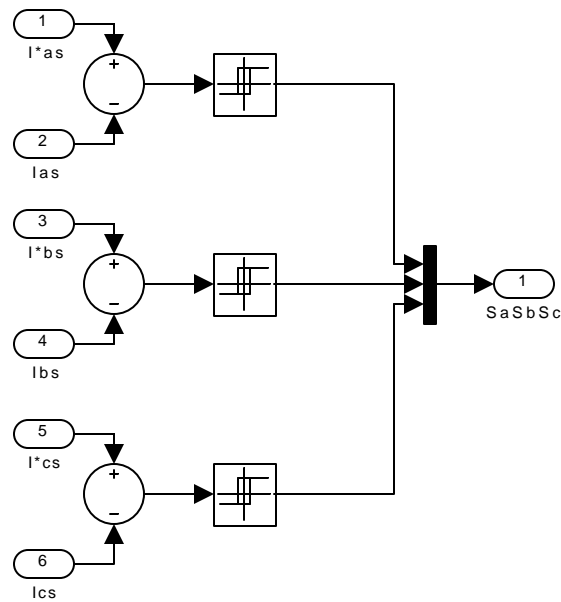 1
I*as
+
−
2
Ias
3
I*bs
+
−
4
Ibs
1
SaSbSc
5
I*cs
+
−
6
Ics